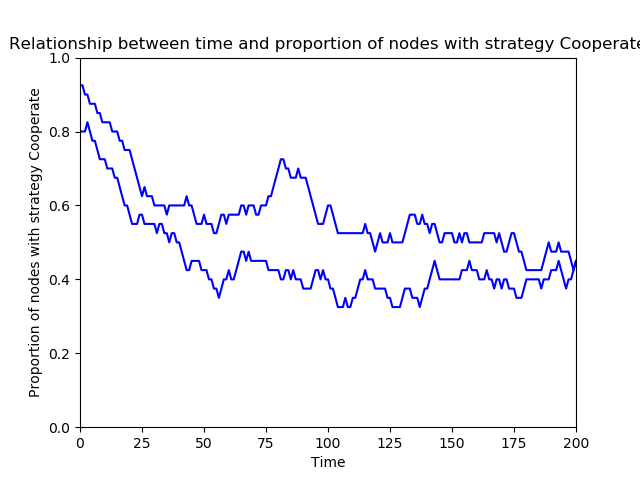 Relationship between time and proportion of nodes with strategy Cooperate
1.0
0.8
0.6
0.4
0.2
0.0
Proportion of nodes with strategy Cooperate
0 25 50 75 100 125 150 175 200
Time